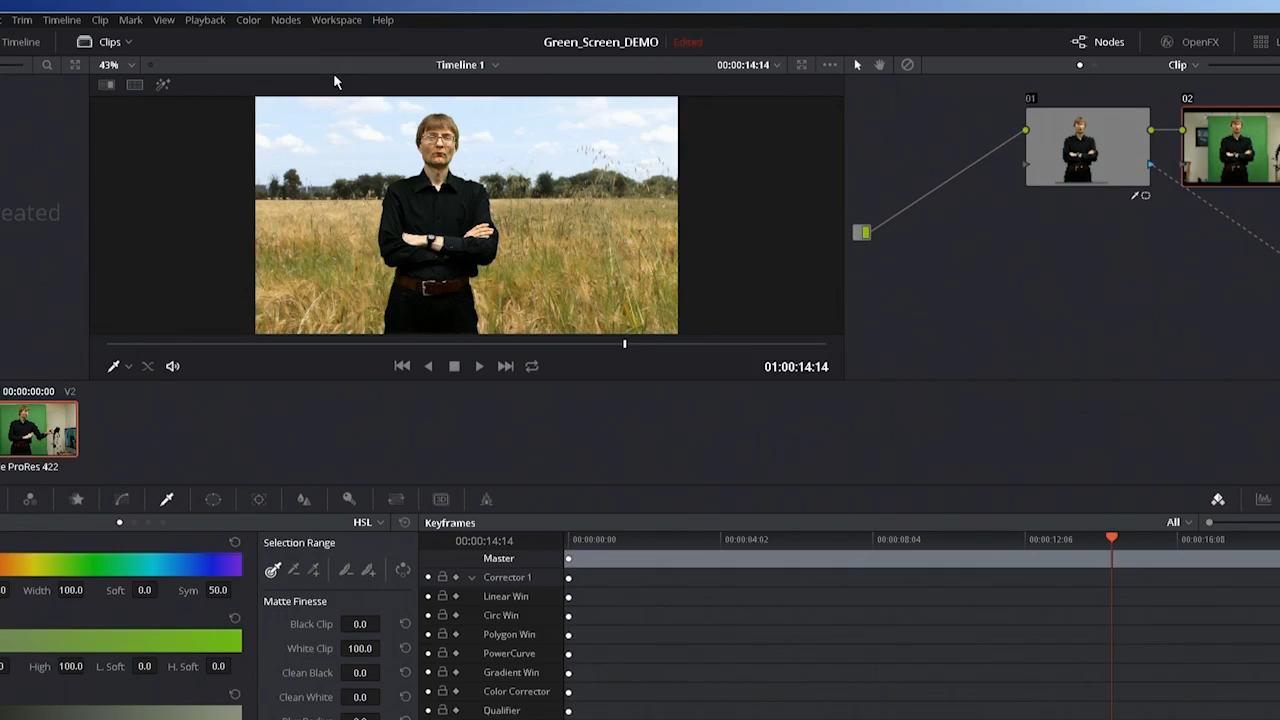 Trim Timeline Clip Mark View Playback Color Nodes Workspace Help
Timeline Clips Green_Screen_DEMO Edited Nodes OpenFX
43% Timeline 1 00:00:14:14 Clip
01 02
eated
01:00:14:14
00:00:00:00 V2
e ProRes 422
3D
HSL Keyframes All
Selection Range 00:00:14:14 00:00:00:00 00:00:04:02 00:00:08:04 00:00:12:06 00:00:16:08
Master
Corrector 1
.0 Width 100.0 Soft 0.0 Sym 50.0
Linear Win
Matte Finesse
Circ Win
Black Clip 0.0
Polygon Win
White Clip 100.0
PowerCurve
0 High 100.0 L. Soft 0.0 H. Soft 0.0
Clean Black 0.0
Gradient Win
Clean White 0.0
Color Corrector
Qualifier